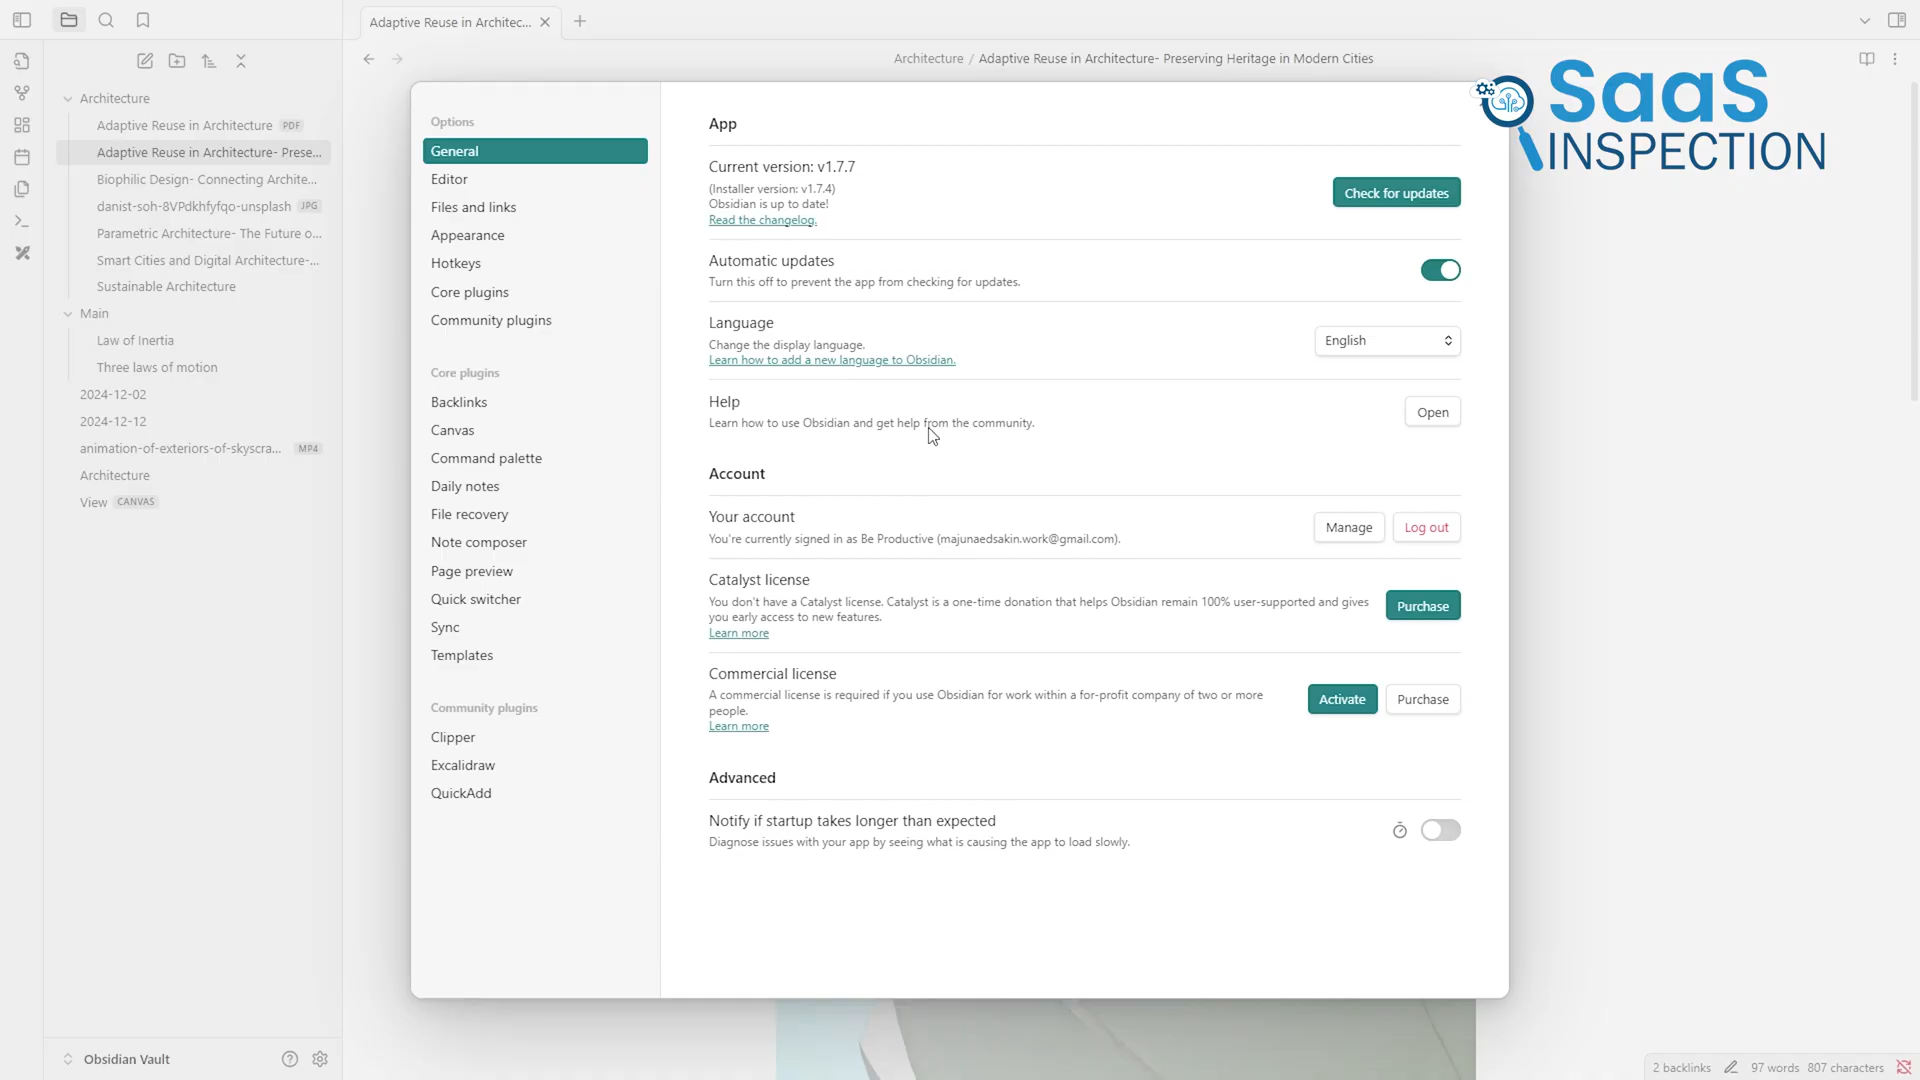 Adaptive Reuse in Architec...
Architecture / Adaptive Reuse in Architecture- Preserving Heritage in Modern Cities
SaaS
INSPECTION
Architecture
Adaptive Reuse in Architecture PDF
Adaptive Reuse in Architecture- Prese...
Biophilic Design- Connecting Archite...
danist-soh-8VPdkhfyfqo-unsplash JPG
Parametric Architecture- The Future o...
Smart Cities and Digital Architecture-...
Sustainable Architecture
Main
Law of Inertia
Three laws of motion
2024-12-02
2024-12-12
animation-of-exteriors-of-skyscra... MP4
Architecture
View CANVAS
Obsidian Vault
Options
General
Editor
Files and links
Appearance
Hotkeys
Core plugins
Community plugins
Core plugins
Backlinks
Canvas
Command palette
Daily notes
File recovery
Note composer
Page preview
Quick switcher
Sync
Templates
Community plugins
Clipper
Excalidraw
QuickAdd
App
Current version: v1.7.7
(Installer version: v1.7.4)
Obsidian is up to date!
Read the changelog.
Check for updates
Automatic updates
Turn this off to prevent the app from checking for updates.
Language
Change the display language.
Learn how to add a new language to Obsidian.
English
Help
Learn how to use Obsidian and get help from the community.
Open
Account
Your account
You're currently signed in as Be Productive (majunaedsakin.work@gmail.com).
Manage
Log out
Catalyst license
You don't have a Catalyst license. Catalyst is a one-time donation that helps Obsidian remain 100% user-supported and gives
you early access to new features.
Learn more
Purchase
Commercial license
A commercial license is required if you use Obsidian for work within a for-profit company of two or more
people.
Learn more
Activate
Purchase
Advanced
Notify if startup takes longer than expected
Diagnose issues with your app by seeing what is causing the app to load slowly.
2 backlinks 97 words 807 characters